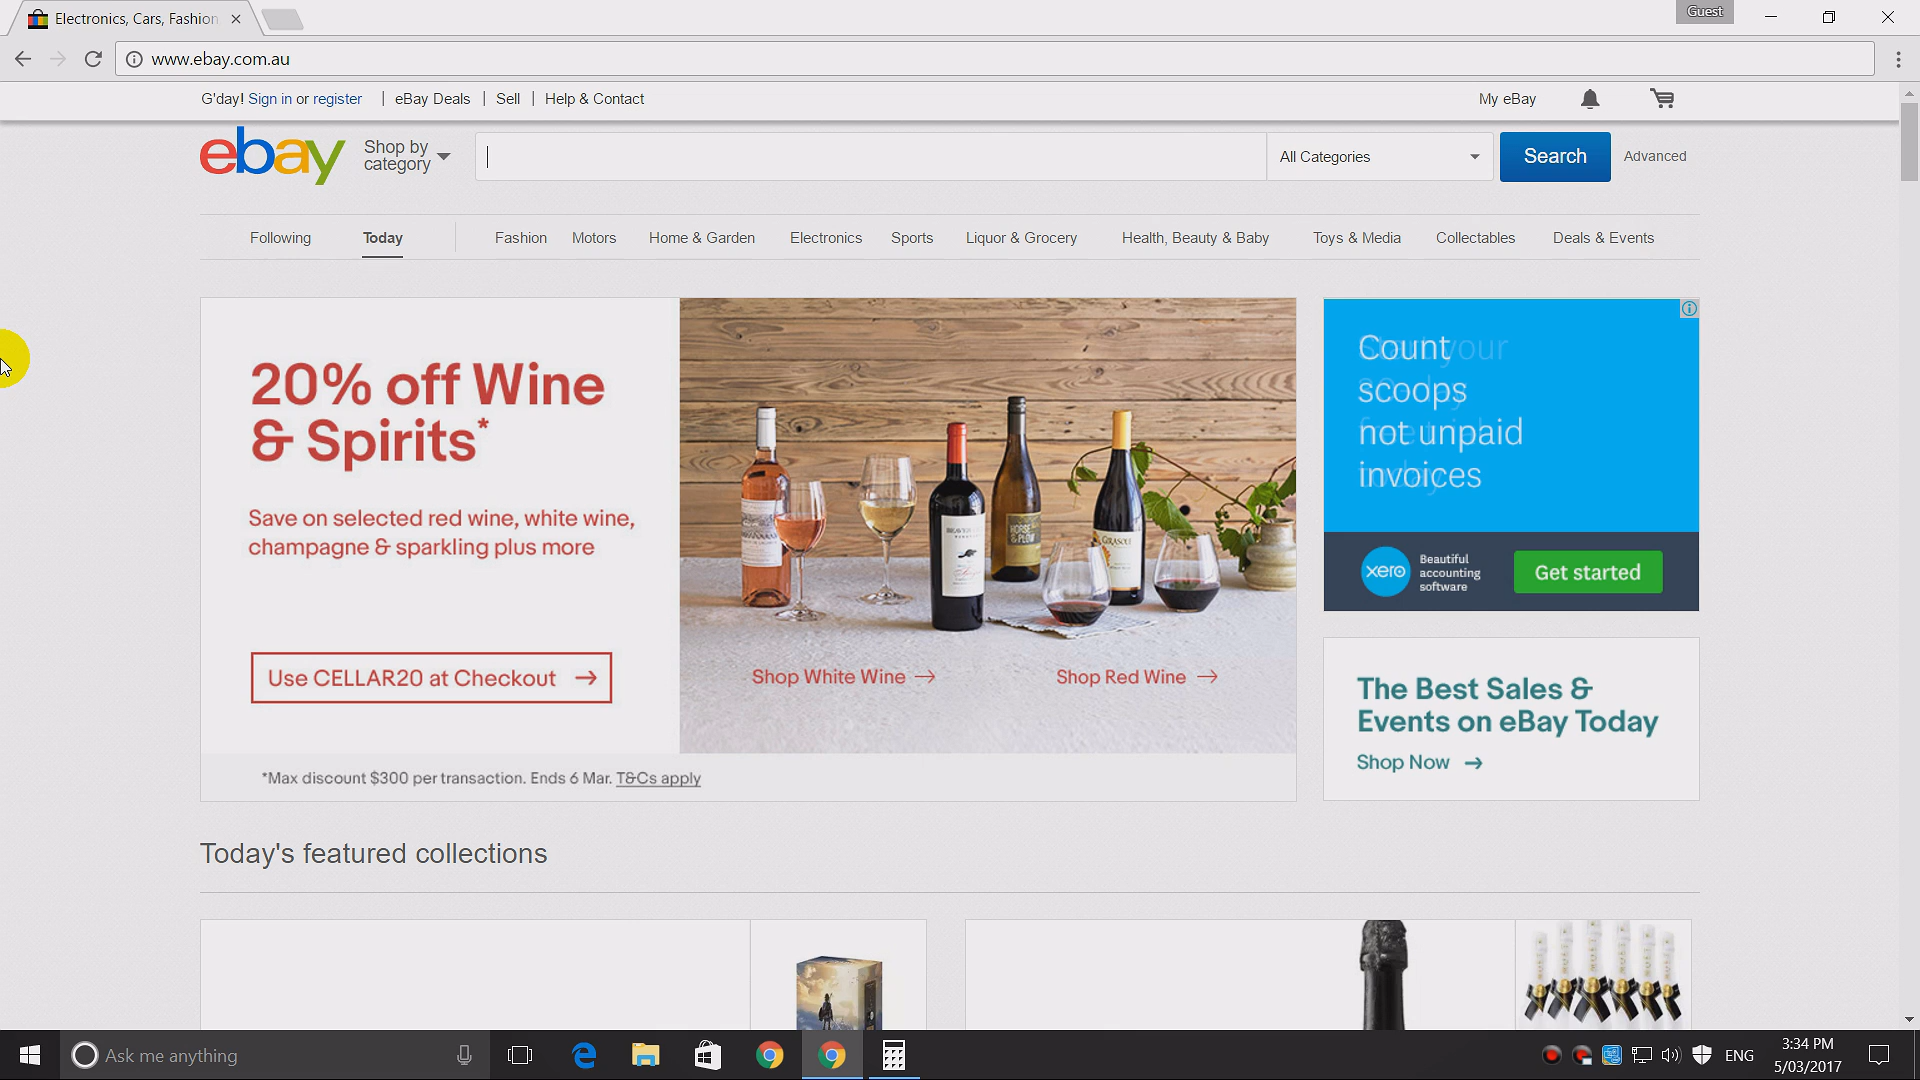 Electronics, Cars, Fashion
Guest
www.ebay.com.au
G'day! Sign in or register | eBay Deals | Sell | Help & Contact
My eBay
ebay
Shop by
category
All Categories
Search
Advanced
Following
Today
Fashion
Motors
Home & Garden
Electronics
Sports
Liquor & Grocery
Health, Beauty & Baby
Toys & Media
Collectables
Deals & Events
20% off Wine
& Spirits*
Save on selected red wine, white wine,
champagne & sparkling plus more
Use CELLAR20 at Checkout →
HORSE
& PLOW
GIRASOLE
Shop White Wine →
Shop Red Wine →
*Max discount $300 per transaction. Ends 6 Mar. T&Cs apply
Count
scoops
not unpaid
invoices
xero
Beautiful
accounting
software
Get started
The Best Sales &
Events on eBay Today
Shop Now →
Today's featured collections
Ask me anything
ENG
3:34 PM
5/03/2017